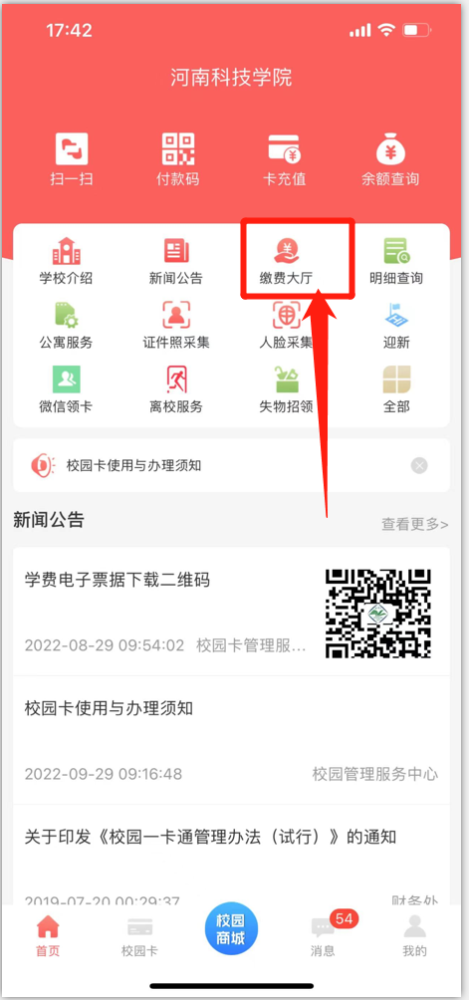 17:42
河南科技学院
扫一扫 付款码 卡充值 余额查询
学校介绍 新闻公告 缴费大厅 明细查询
公寓服务 证件照采集 人脸采集 迎新
微信领卡 离校服务 失物招领 全部
校园卡使用与办理须知
新闻公告 查看更多>
学费电子票据下载二维码
2022-08-29 09:54:02 校园卡管理服...
校园卡使用与办理须知
2022-09-29 09:16:48 校园管理服务中心
关于印发《校园一卡通管理办法（试行）》的通知
2019-07-20 00:29:37 财务处
校园
商城
54
首页 校园卡 消息 我的